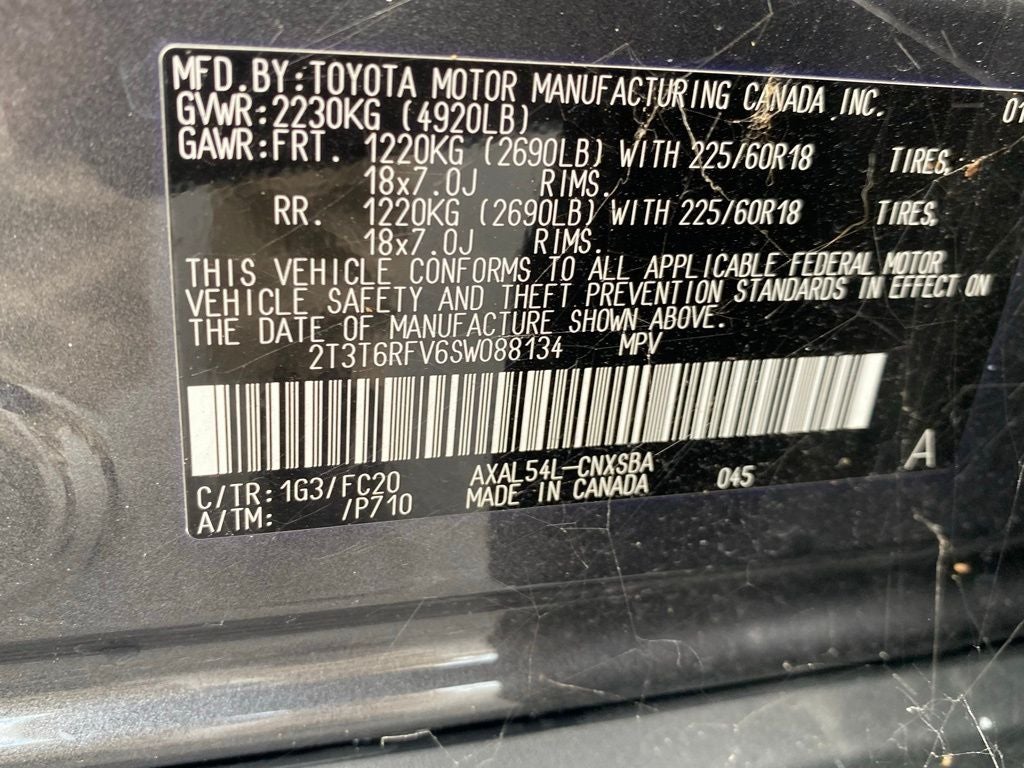 MFD.BY:TOYOTA MOTOR MANUFACTURING CANADA INC. 01
GVWR:2230KG (4920LB)
GAWR:FRT. 1220KG (2690LB) WITH 225/60R18 TIRES,
18x7.0J RIMS.
RR. 1220KG (2690LB) WITH 225/60R18 TIRES,
18x7.0J RIMS.
THIS VEHICLE CONFORMS TO ALL APPLICABLE FEDERAL MOTOR
VEHICLE SAFETY AND THEFT PREVENTION STANDARDS IN EFFECT ON
THE DATE OF MANUFACTURE SHOWN ABOVE.
2T3T6RFV6SW088134 MPV
C/TR: 1G3/FC20 AXAL54L-CNXSBA 045 A
A/TM: /P710 MADE IN CANADA